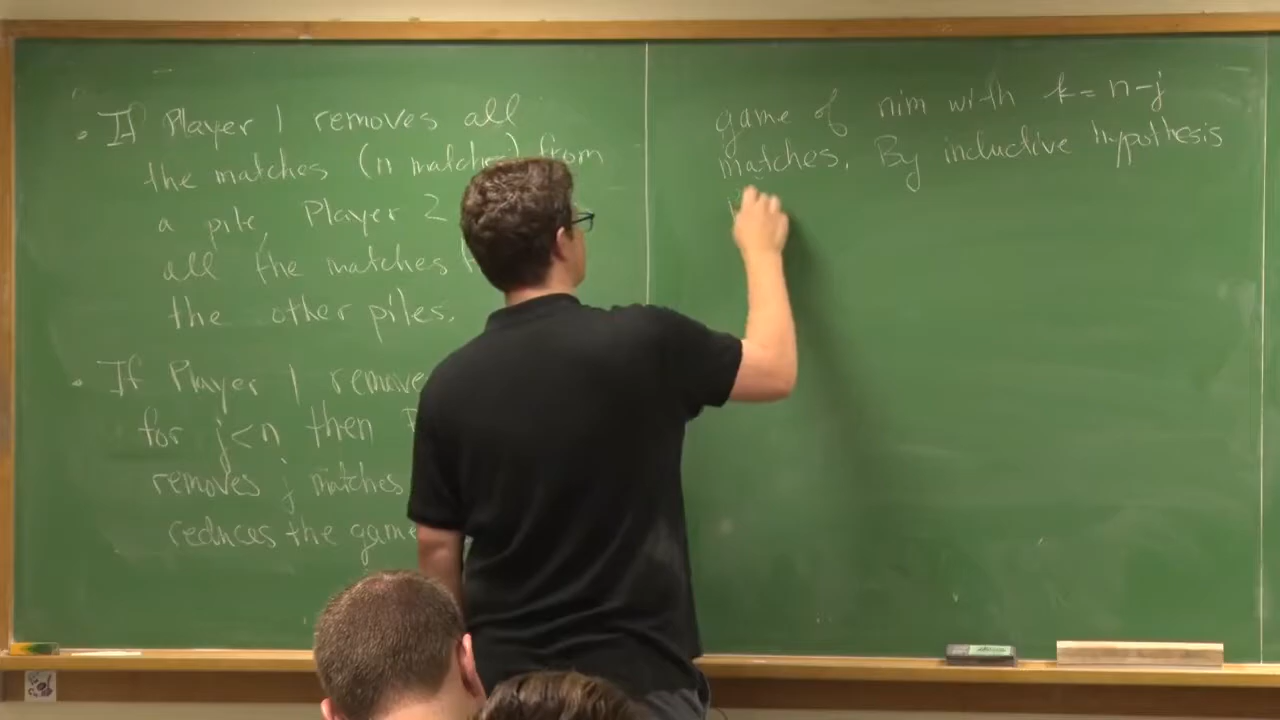 • If Player 1 removes all
the matches (n matches) from
a pile, Player 2
all the matches
the other piles.
• If Player 1 remove
for j<n then
removes j matches
reduces the game
game of nim with k=n-j
matches. By inductive hypothesis